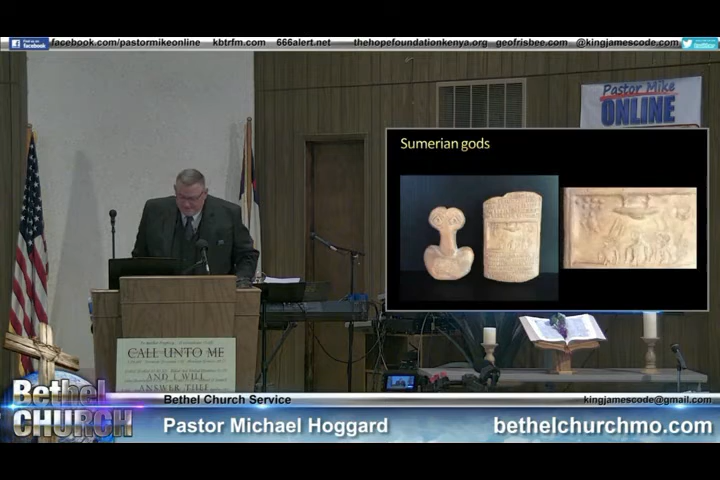 facebook.com/pastormikeonline kbtrfm.com 666alert.net thehopefoundationkenya.org geofrisbee.com @kingjamescode.com
Pastor Mike
ONLINE
Sumerian gods
CALL UNTO ME
AND I WILL
ANSWER THEE
Bethel
CHURCH
Bethel Church Service
kingjamescode@gmail.com
Pastor Michael Hoggard
bethelchurchmo.com